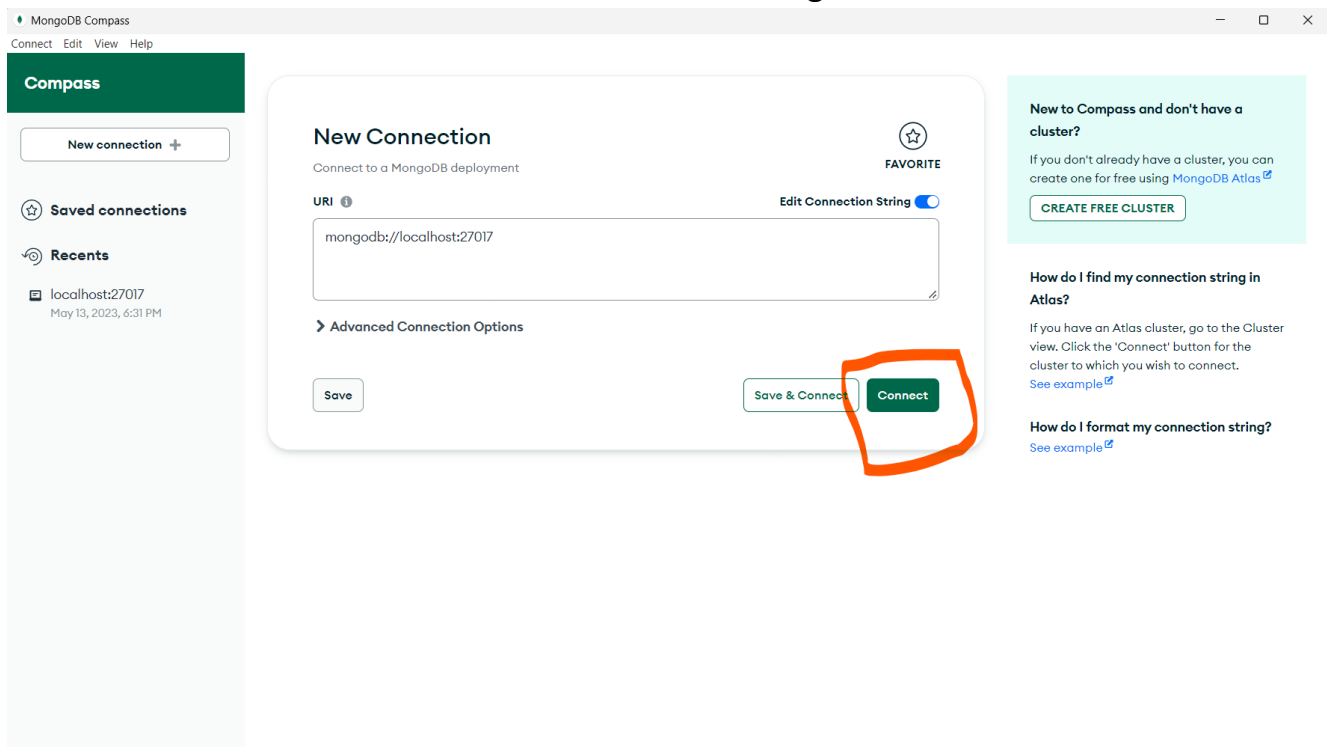 MongoDB Compass
Connect Edit View Help
Compass
New connection
Saved connections
Recents
localhost:27017
May 13, 2023, 6:31 PM
New Connection
Connect to a MongoDB deployment
FAVORITE
URI
Edit Connection String
mongodb://localhost:27017
Advanced Connection Options
Save
Save & Connect
Connect
New to Compass and don't have a
cluster?
If you don't already have a cluster, you can
create one for free using MongoDB Atlas
CREATE FREE CLUSTER
How do I find my connection string in
Atlas?
If you have an Atlas cluster, go to the Cluster
view. Click the 'Connect' button for the
cluster to which you wish to connect.
See example
How do I format my connection string?
See example